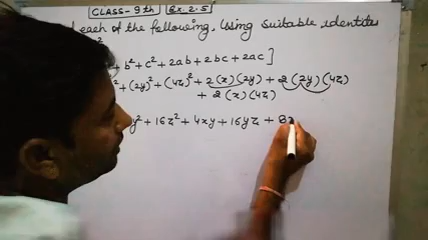 CLASS-9th Ex. 2.5
each of the following, Using suitable identities
+ b² + c² + 2ab + 2bc + 2ac ]
+ (2y)² + (4z)² + 2(x)(2y) + 2(2y)(4z)
+ 2(x)(4z)
y² + 16z² + 4xy + 16yz + 8